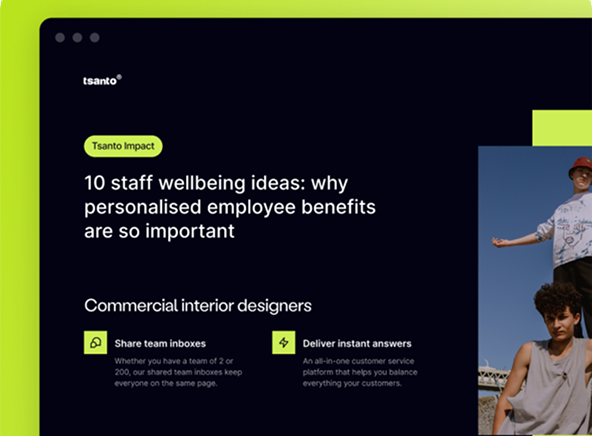 tsanto®
Tsanto Impact
10 staff wellbeing ideas: why
personalised employee benefits
are so important
Commercial interior designers
Share team inboxes
Whether you have a team of 2 or
200, our shared team inboxes keep
everyone on the same page.
Deliver instant answers
An all-in-one customer service
platform that helps you balance
everything your customers.